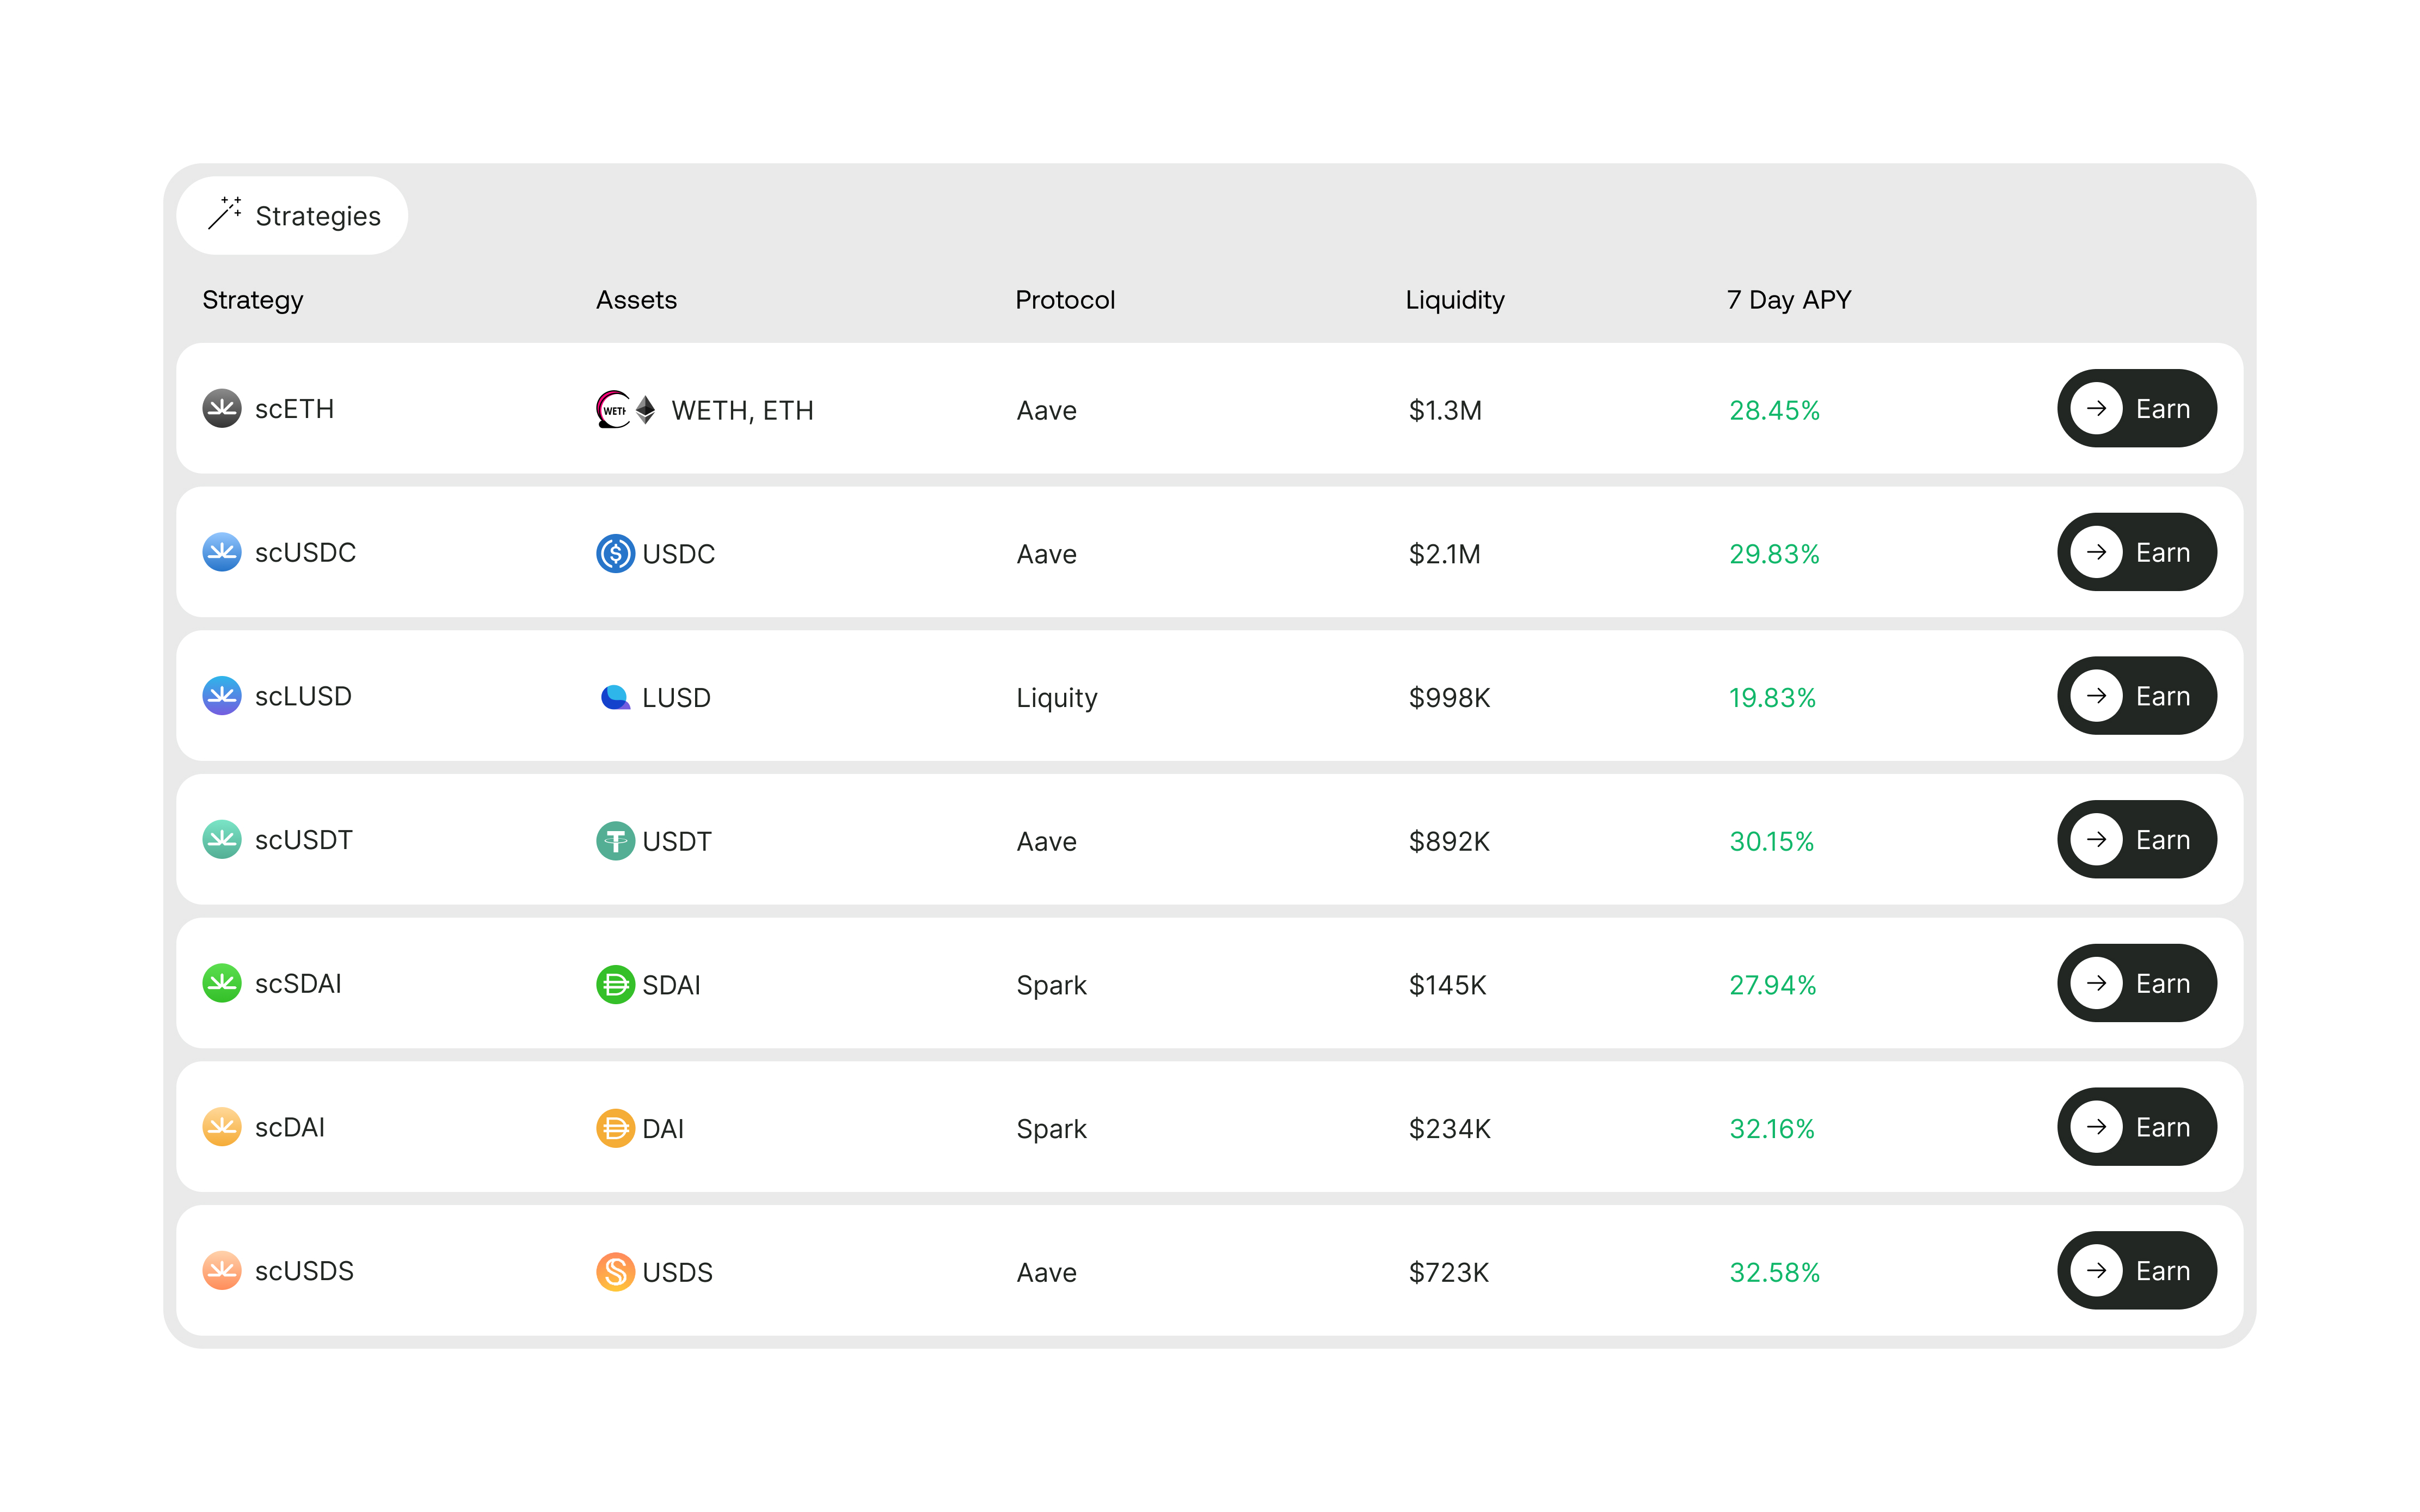 Strategies
Strategy Assets Protocol Liquidity 7 Day APY
scETH WETH WETH, ETH Aave $1.3M 28.45% Earn
scUSDC USDC Aave $2.1M 29.83% Earn
scLUSD LUSD Liquity $998K 19.83% Earn
scUSDT USDT Aave $892K 30.15% Earn
scSDAI SDAI Spark $145K 27.94% Earn
scDAI DAI Spark $234K 32.16% Earn
scUSDS USDS Aave $723K 32.58% Earn